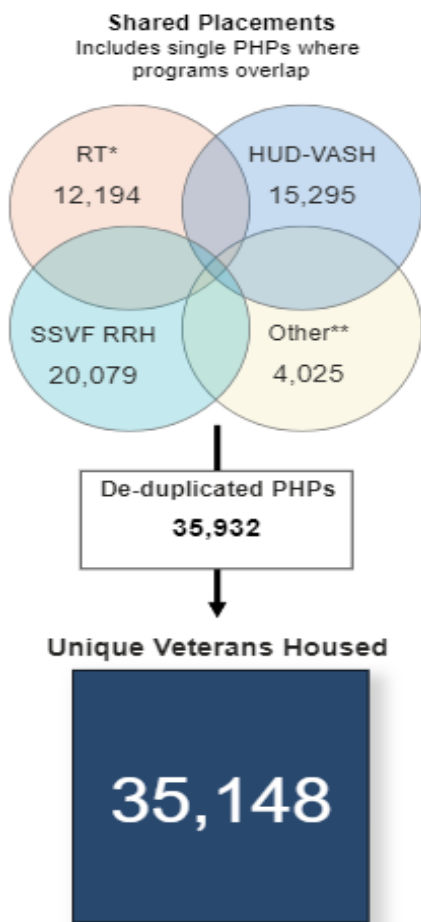 Shared Placements
Includes single PHPs where
programs overlap
RT*
12,194
HUD-VASH
15,295
SSVF RRH
20,079
Other**
4,025
De-duplicated PHPs
35,932
Unique Veterans Housed
35,148